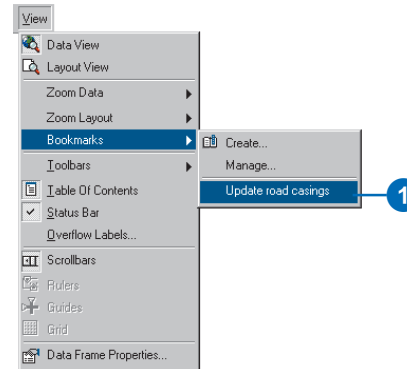 View
Data View
Layout View
Zoom Data
Zoom Layout
Bookmarks
Create...
Manage...
Update road casings
1
Toolbars
Table Of Contents
Status Bar
Overflow Labels...
Scrollbars
Rulers
Guides
Grid
Data Frame Properties...